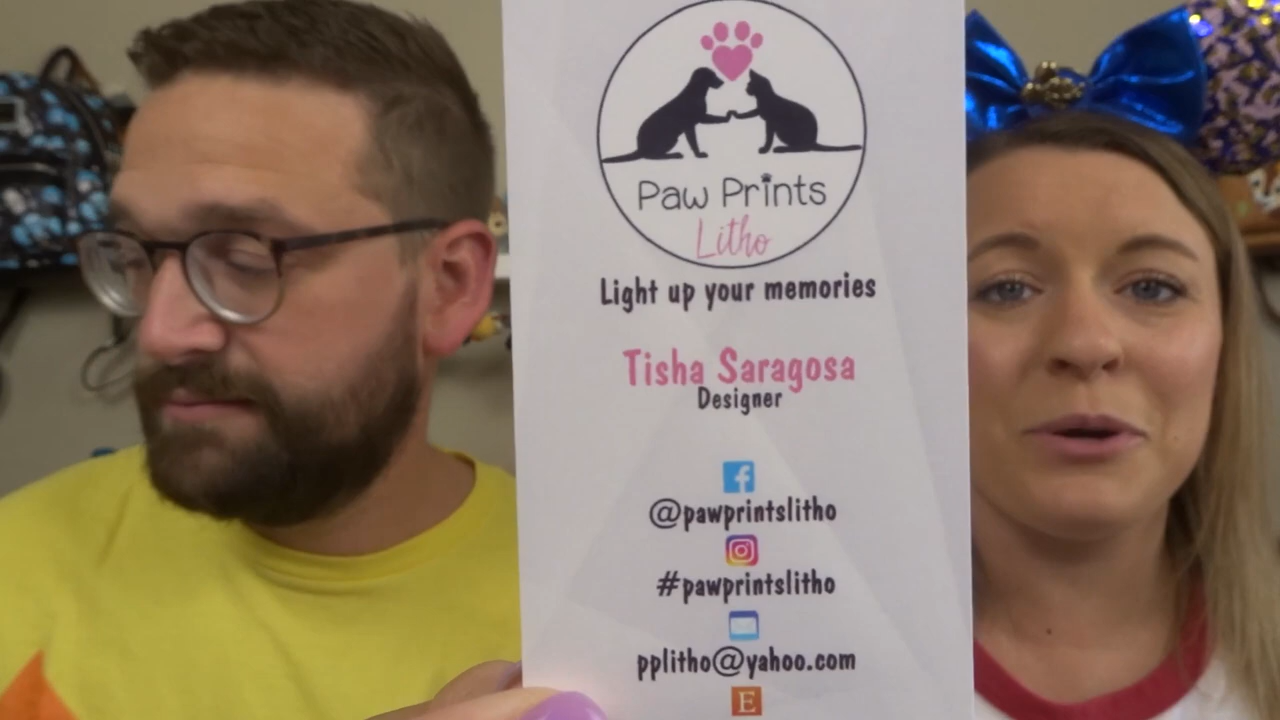 Paw Prints
Litho
Light up your memories
Tisha Saragosa
Designer
f
@pawprintslitho
#pawprintslitho
pplitho@yahoo.com
E